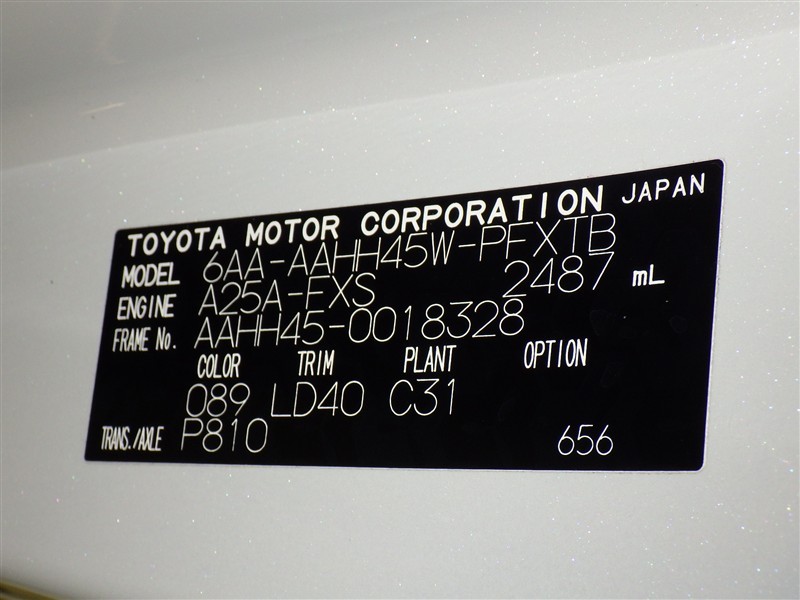 TOYOTA MOTOR CORPORATION JAPAN
MODEL 6AA-AAHH45W-PFXTB
ENGINE A25A-FXS 2487 mL
FRAME No. AAHH45-0018328
COLOR TRIM PLANT OPTION
089 LD40 C31
TRANS./AXLE P810 656